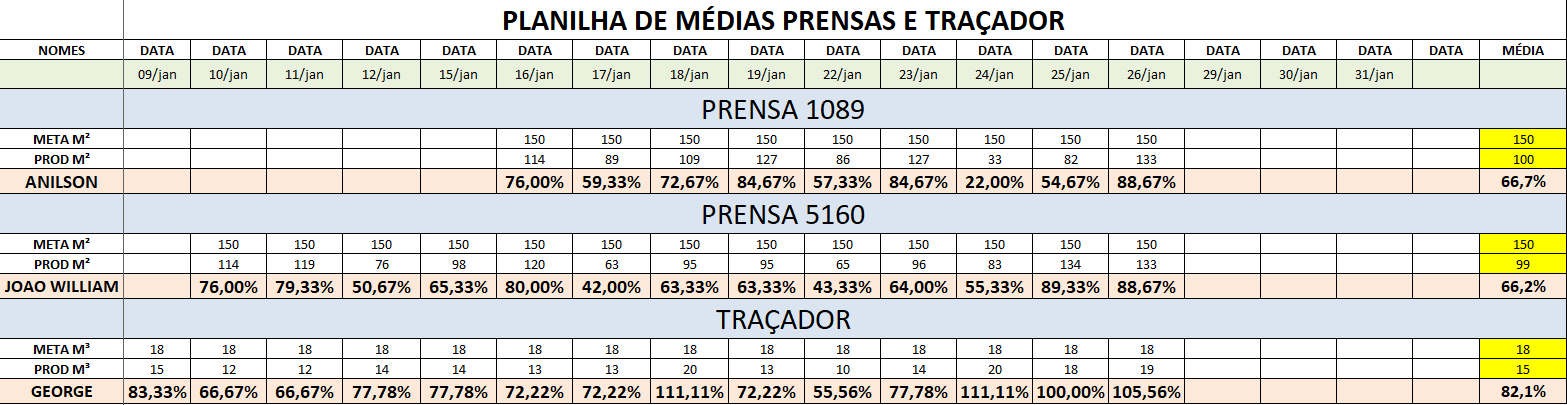 PLANILHA DE MÉDIAS PRENSAS E TRAÇADOR
NOMES DATA DATA DATA DATA DATA DATA DATA DATA DATA DATA DATA DATA DATA DATA DATA DATA DATA DATA MÉDIA
09/jan 10/jan 11/jan 12/jan 15/jan 16/jan 17/jan 18/jan 19/jan 22/jan 23/jan 24/jan 25/jan 26/jan 29/jan 30/jan 31/jan
PRENSA 1089
META M² 150 150 150 150 150 150 150 150 150 150
PROD M² 114 89 109 127 86 127 33 82 133 100
ANILSON 76,00% 59,33% 72,67% 84,67% 57,33% 84,67% 22,00% 54,67% 88,67% 66,7%
PRENSA 5160
META M² 150 150 150 150 150 150 150 150 150 150 150 150 150 150
PROD M² 114 119 76 98 120 63 95 95 65 96 83 134 133 99
JOAO WILLIAM 76,00% 79,33% 50,67% 65,33% 80,00% 42,00% 63,33% 63,33% 43,33% 64,00% 55,33% 89,33% 88,67% 66,2%
TRAÇADOR
META M³ 18 18 18 18 18 18 18 18 18 18 18 18 18 18 18
PROD M³ 15 12 12 14 14 13 13 20 13 10 14 20 18 19 15
GEORGE 83,33% 66,67% 66,67% 77,78% 77,78% 72,22% 72,22% 111,11% 72,22% 55,56% 77,78% 111,11% 100,00% 105,56% 82,1%